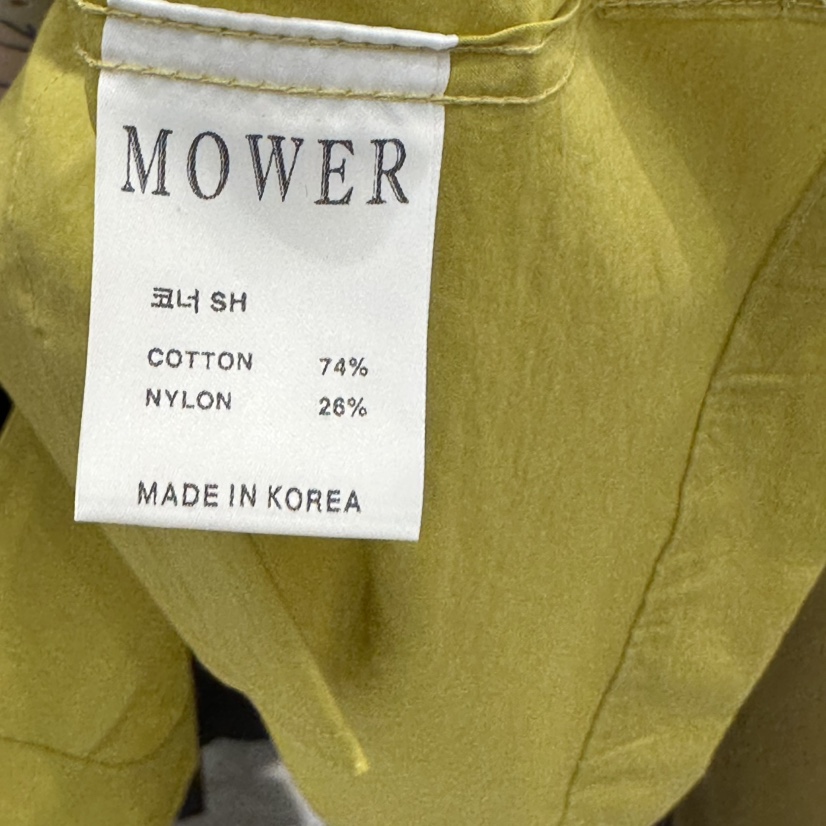 MOWER
코너 SH
COTTON 74%
NYLON 26%
MADE IN KOREA